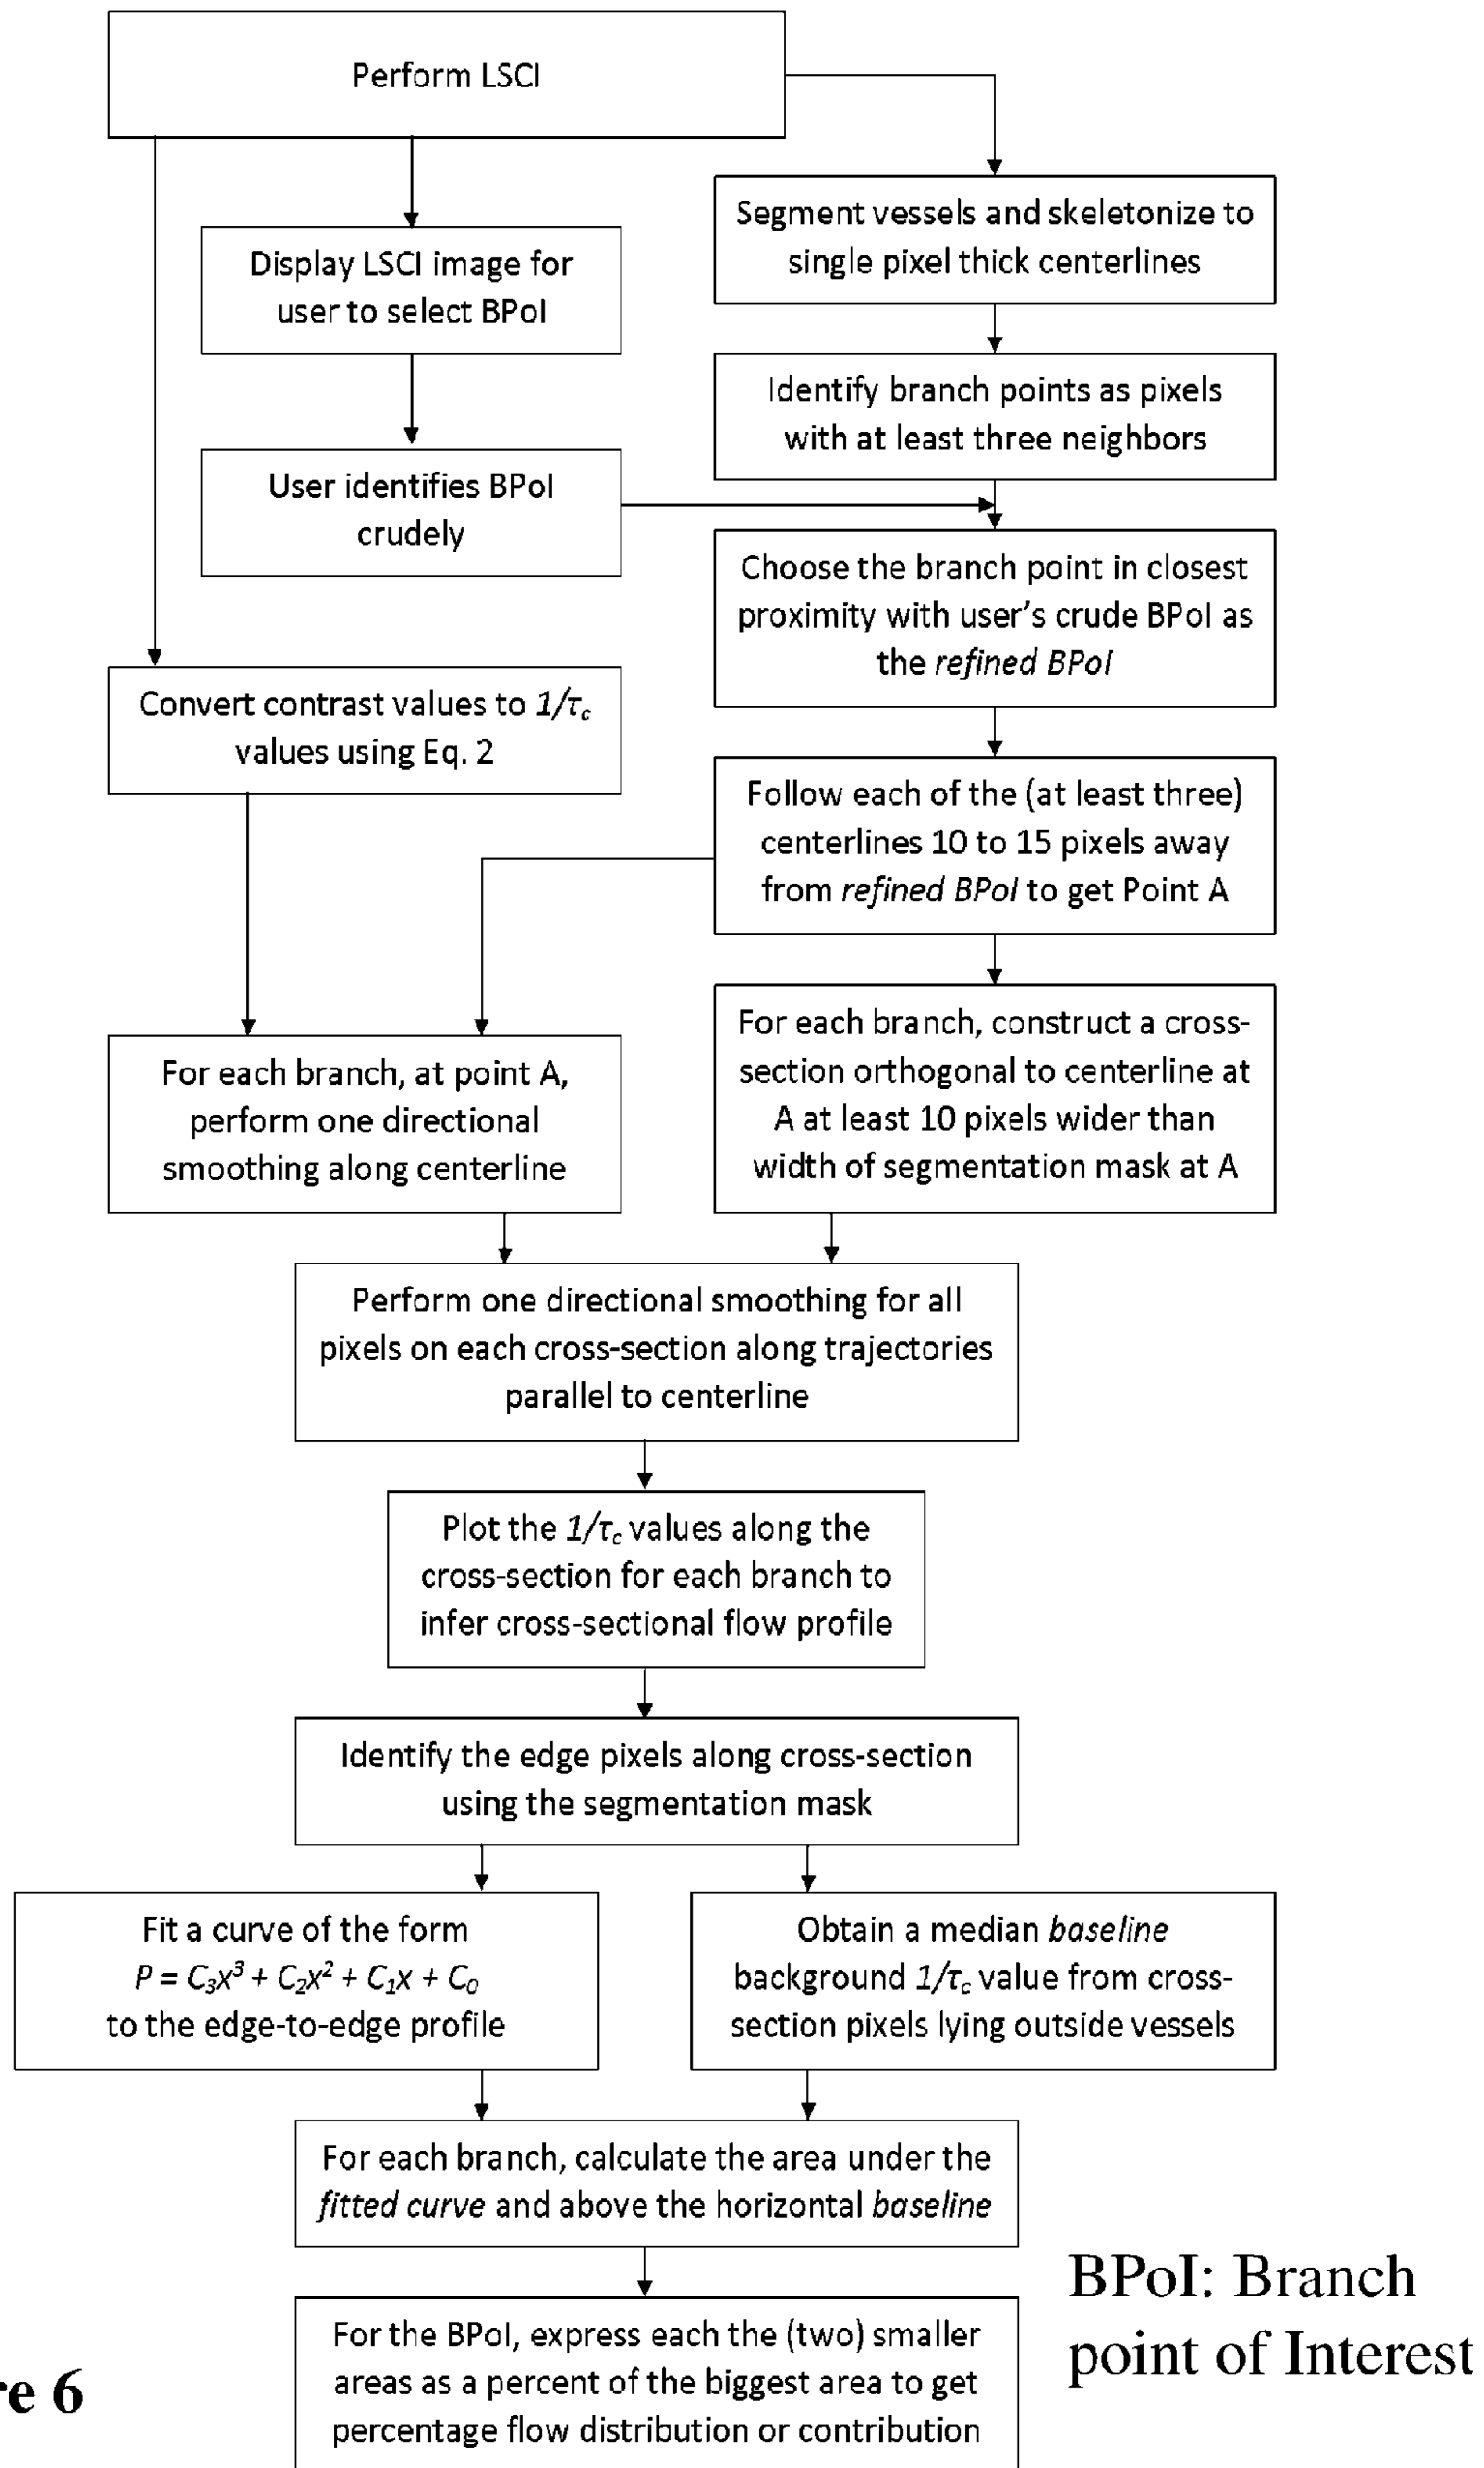 Perform LSCI
Display LSCI image for
user to select BPoI
Segment vessels and skeletonize to
single pixel thick centerlines
Identify branch points as pixels
with at least three neighbors
User identifies BPoI
crudely
Choose the branch point in closest
proximity with user's crude BPoI as
the refined BPoI
Convert contrast values to 1/τc
values using Eq. 2
Follow each of the (at least three)
centerlines 10 to 15 pixels away
from refined BPoI to get Point A
For each branch, at point A,
perform one directional
smoothing along centerline
For each branch, construct a cross-
section orthogonal to centerline at
A at least 10 pixels wider than
width of segmentation mask at A
Perform one directional smoothing for all
pixels on each cross-section along trajectories
parallel to centerline
Plot the 1/τc values along the
cross-section for each branch to
infer cross-sectional flow profile
Identify the edge pixels along cross-section
using the segmentation mask
Fit a curve of the form
P = C₃x³ + C₂x² + C₁x + C₀
to the edge-to-edge profile
Obtain a median baseline
background 1/τc value from cross-
section pixels lying outside vessels
For each branch, calculate the area under the
fitted curve and above the horizontal baseline
For the BPoI, express each the (two) smaller
areas as a percent of the biggest area to get
percentage flow distribution or contribution
BPoI: Branch
point of Interest
re 6